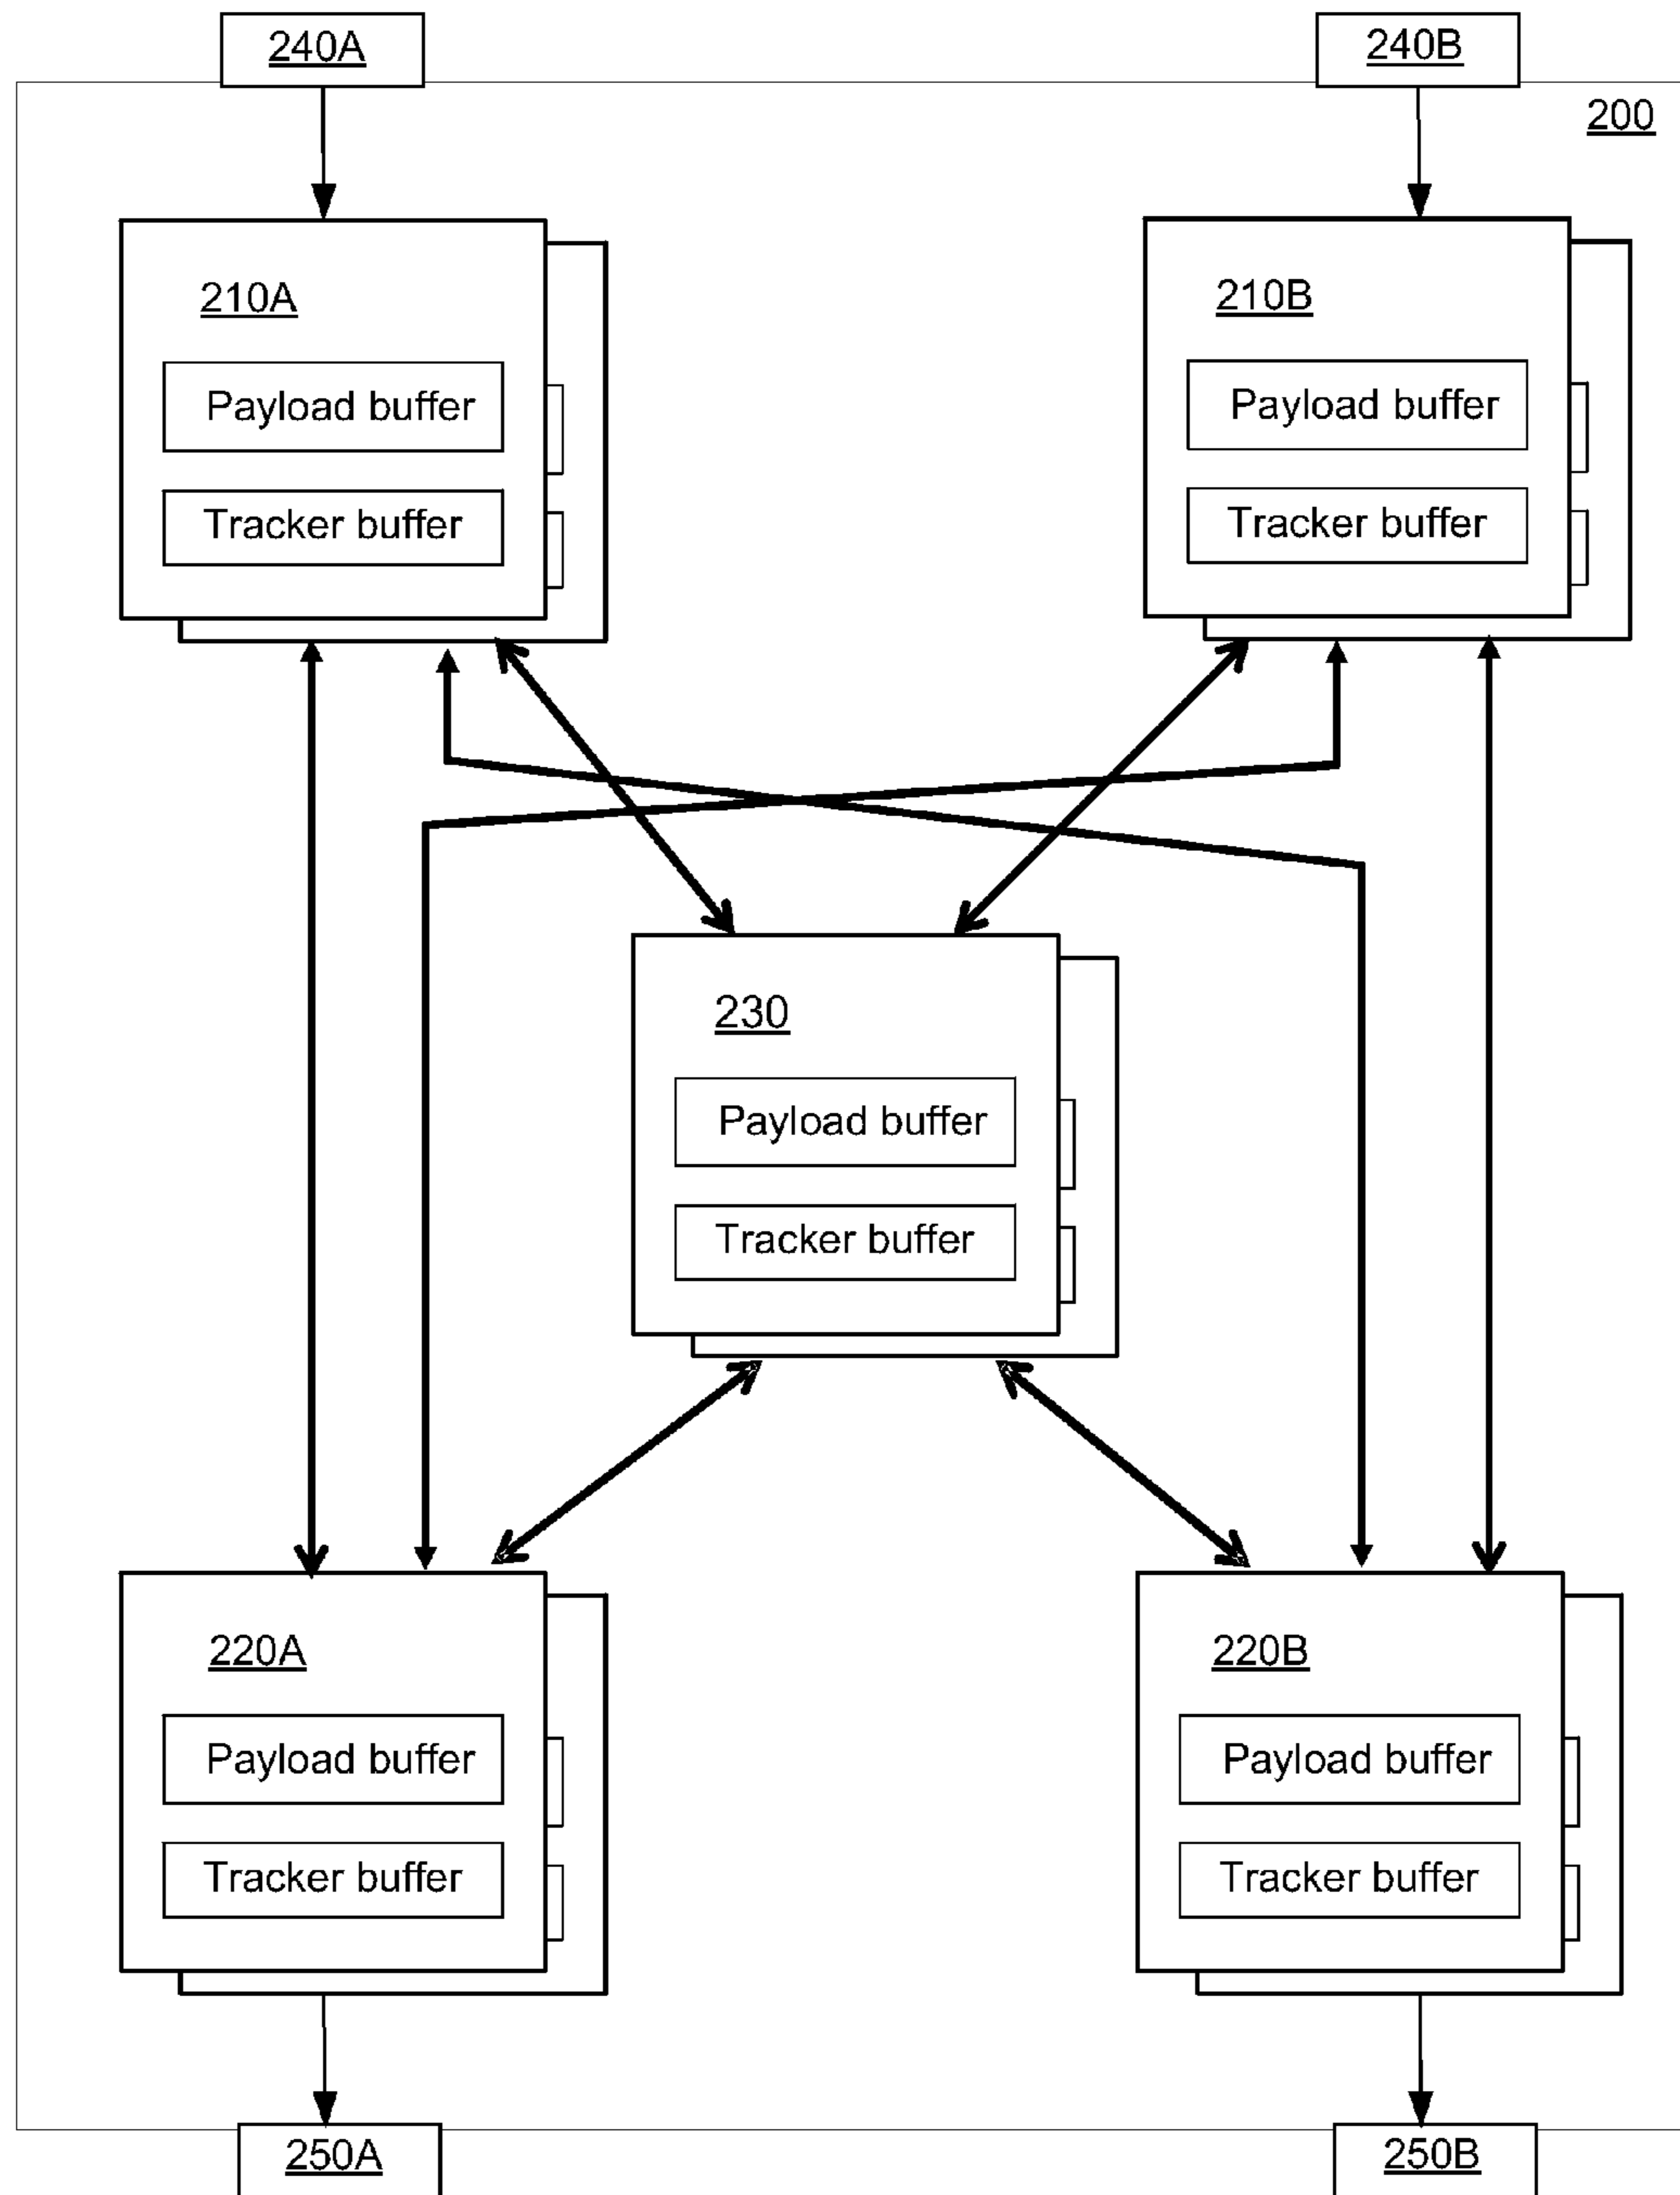 240A
240B
200
210A
Payload buffer
Tracker buffer
210B
Payload buffer
Tracker buffer
230
Payload buffer
Tracker buffer
220A
Payload buffer
Tracker buffer
220B
Payload buffer
Tracker buffer
250A
250B